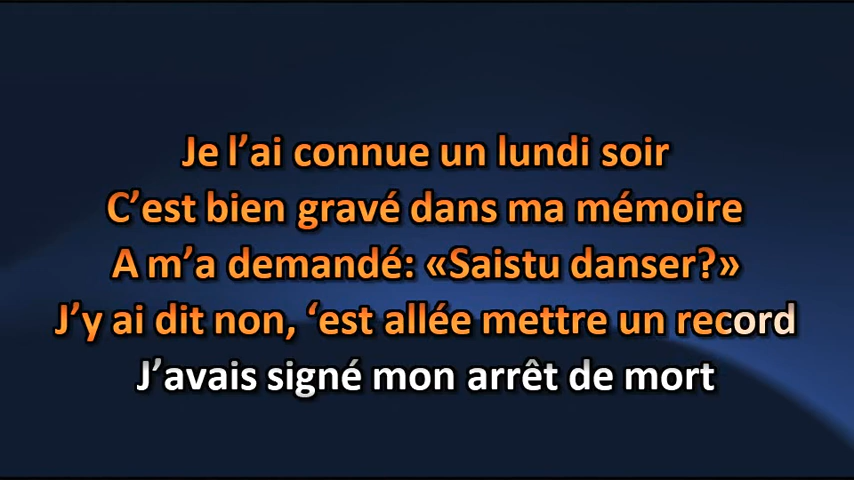 Je l’ai connue un lundi soir
C’est bien gravé dans ma mémoire
A m’a demandé: «Saistu danser?»
J’y ai dit non, ‘est allée mettre un record
J’avais signé mon arrêt de mort